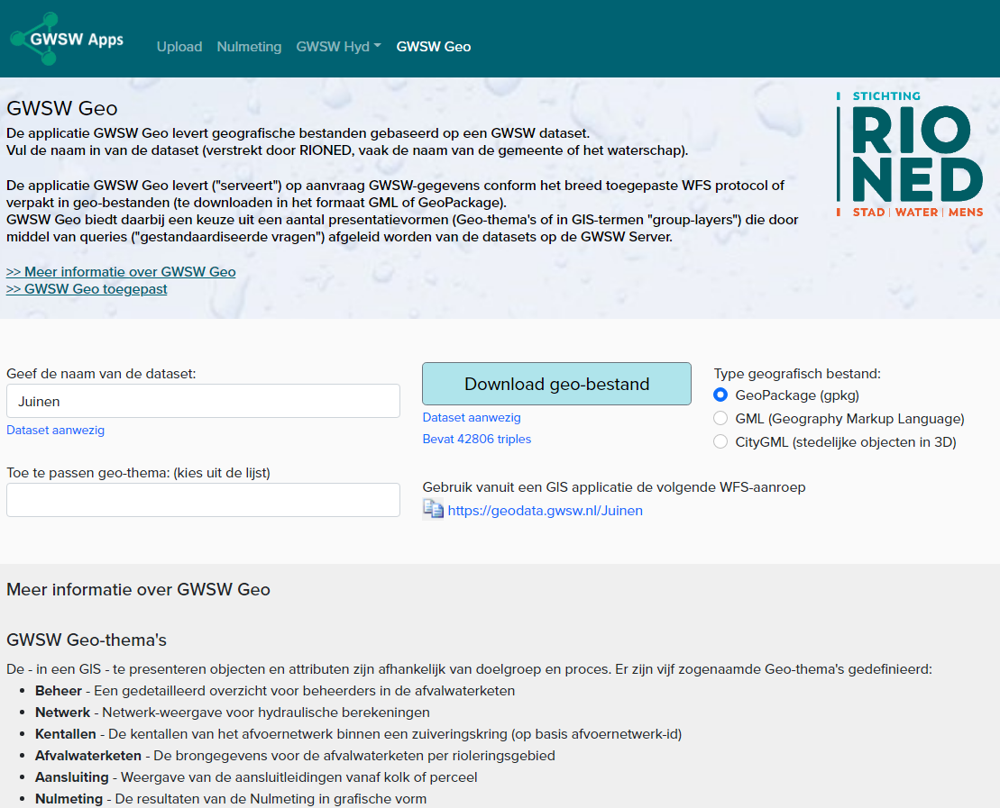 GWSW Apps
Upload
Nulmeting
GWSW Hyd
GWSW Geo
STICHTING
RIO
NED
STAD | WATER | MENS
GWSW Geo
De applicatie GWSW Geo levert geografische bestanden gebaseerd op een GWSW dataset.
Vul de naam in van de dataset (verstrekt door RIONED, vaak de naam van de gemeente of het waterschap).
De applicatie GWSW Geo levert ("serveert") op aanvraag GWSW-gegevens conform het breed toegepaste WFS protocol of
verpakt in geo-bestanden (te downloaden in het formaat GML of GeoPackage).
GWSW Geo biedt daarbij een keuze uit een aantal presentatievormen (Geo-thema's of in GIS-termen "group-layers") die door
middel van queries ("gestandaardiseerde vragen") afgeleid worden van de datasets op de GWSW Server.
>> Meer informatie over GWSW Geo
>> GWSW Geo toegepast
Geef de naam van de dataset:
Juinen
Dataset aanwezig
Toe te passen geo-thema: (kies uit de lijst)
Download geo-bestand
Dataset aanwezig
Bevat 42806 triples
Gebruik vanuit een GIS applicatie de volgende WFS-aanroep
https://geodata.gwsw.nl/Juinen
Type geografisch bestand:
GeoPackage (gpkg)
GML (Geography Markup Language)
CityGML (stedelijke objecten in 3D)
Meer informatie over GWSW Geo
GWSW Geo-thema's
De - in een GIS - te presenteren objecten en attributen zijn afhankelijk van doelgroep en proces. Er zijn vijf zogenaamde Geo-thema's gedefinieerd:
• Beheer - Een gedetailleerd overzicht voor beheerders in de afvalwaterketen
• Netwerk - Netwerk-weergave voor hydraulische berekeningen
• Kentallen - De kentallen van het afvoernetwerk binnen een zuiveringskring (op basis afvoernetwerk-id)
• Afvalwaterketen - De brongegevens voor de afvalwaterketen per rioleringsgebied
• Aansluiting - Weergave van de aansluitleidingen vanaf kolk of perceel
• Nulmeting - De resultaten van de Nulmeting in grafische vorm